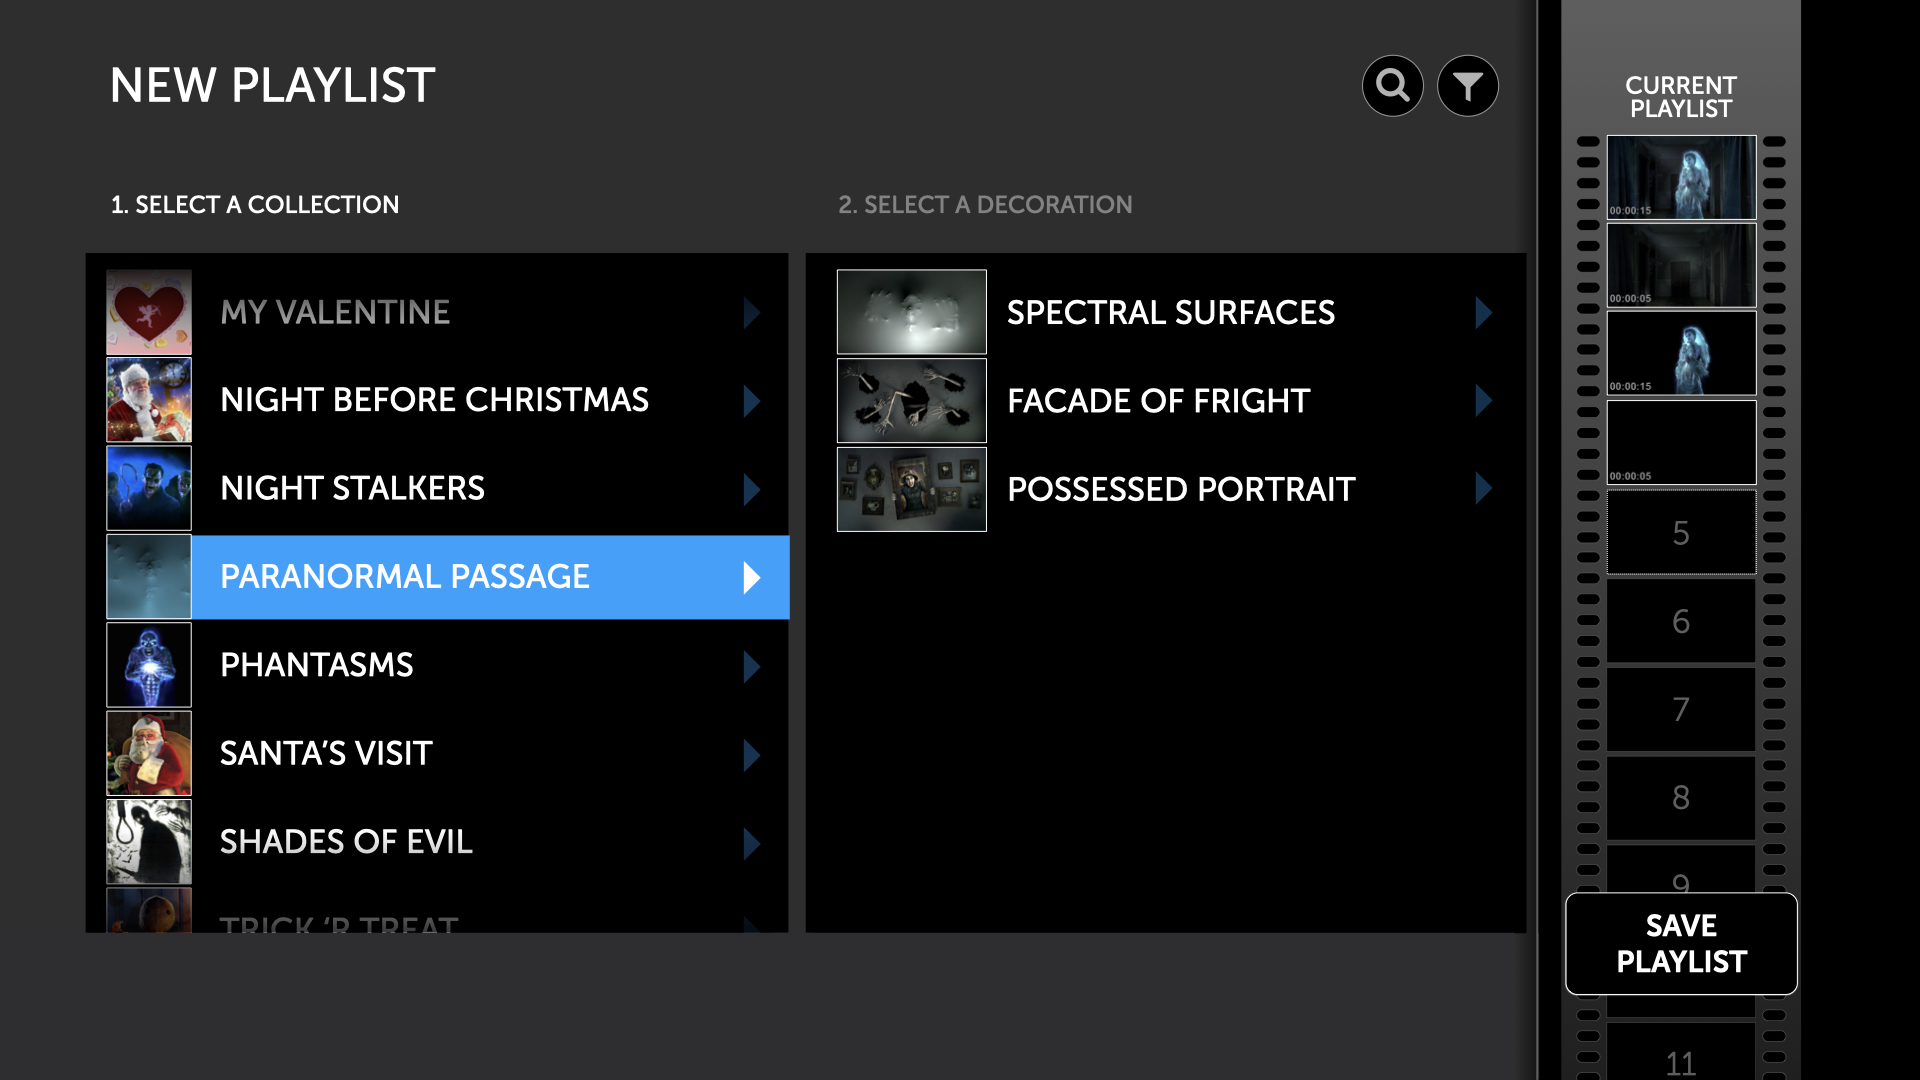 NEW PLAYLIST
CURRENT
PLAYLIST
1. SELECT A COLLECTION
2. SELECT A DECORATION
MY VALENTINE
NIGHT BEFORE CHRISTMAS
NIGHT STALKERS
PARANORMAL PASSAGE
PHANTASMS
SANTA'S VISIT
SHADES OF EVIL
TRICK 'R TREAT
SPECTRAL SURFACES
FACADE OF FRIGHT
POSSESSED PORTRAIT
00:00:15
00:00:05
00:00:15
00:00:05
5
6
7
8
9
SAVE
PLAYLIST
11